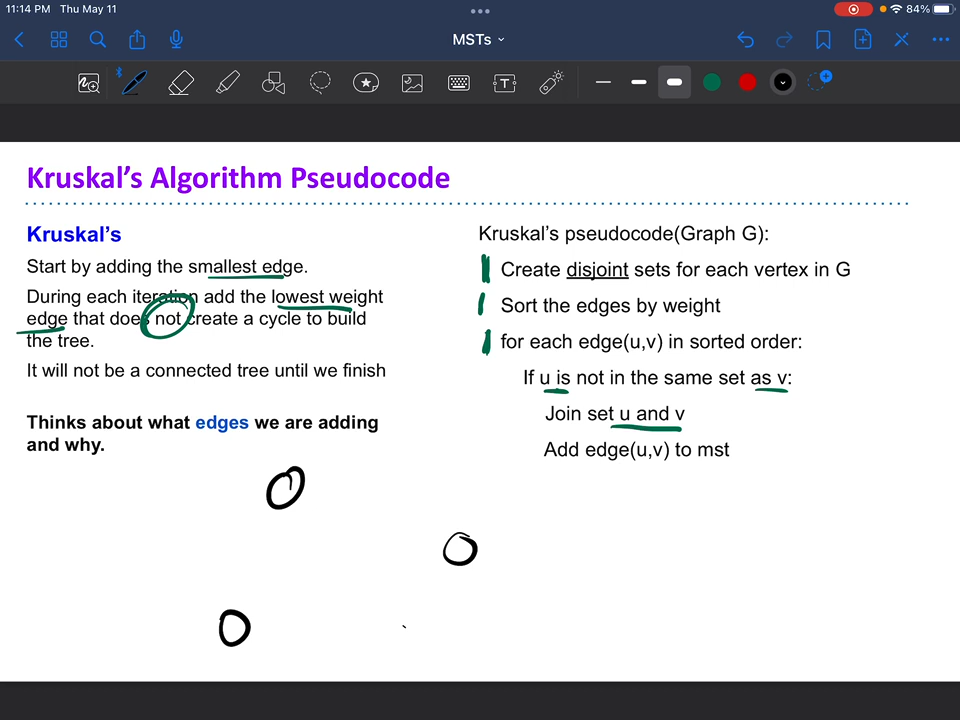 11:14 PM Thu May 11
84%
MSTs
Kruskal's Algorithm Pseudocode
Kruskal's
Start by adding the smallest edge.
During each iteration add the lowest weight
edge that does not create a cycle to build
the tree.
It will not be a connected tree until we finish
Thinks about what edges we are adding
and why.
Kruskal's pseudocode(Graph G):
Create disjoint sets for each vertex in G
Sort the edges by weight
for each edge(u,v) in sorted order:
If u is not in the same set as v:
Join set u and v
Add edge(u,v) to mst